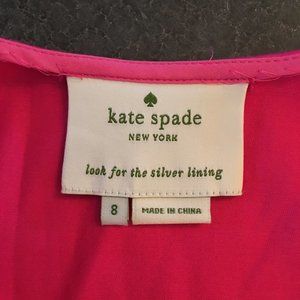 kate spade
NEW YORK
look for the silver lining
8
MADE IN CHINA